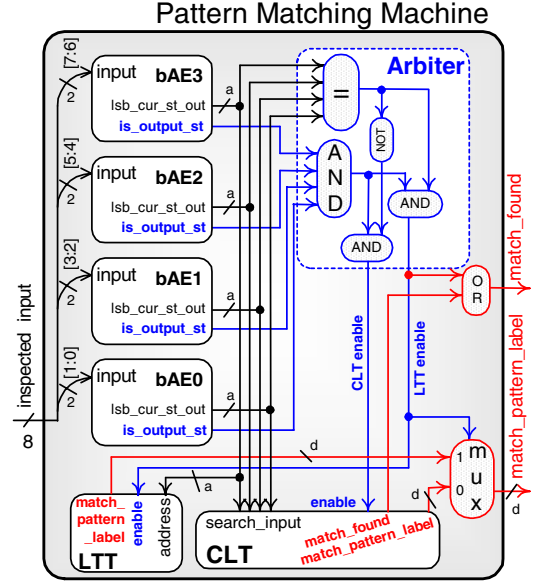 Pattern Matching Machine
[7:6]
2
input
bAE3
lsb_cur_st_out
is_output_st
a
[5:4]
2
input
bAE2
lsb_cur_st_out
is_output_st
a
[3:2]
2
input
bAE1
lsb_cur_st_out
is_output_st
a
[1:0]
2
input
bAE0
lsb_cur_st_out
is_output_st
a
inspected input
8
Arbiter
=
NOT
AND
AND
AND
CLT enable
LTT enable
OR
match_found
match_pattern_label
mux
1
0
d
d
d
a
match_
pattern
_label
enable
address
LTT
search_input
enable
match_found
match_pattern_label
CLT